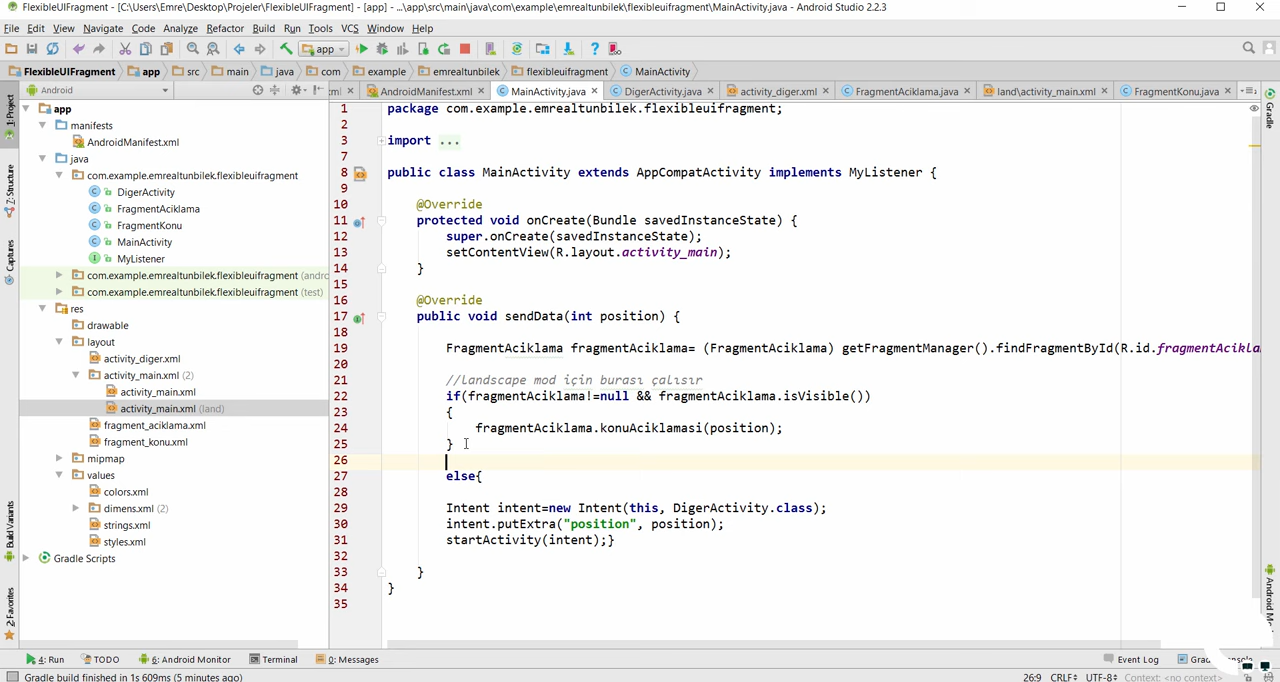 FlexibleUIFragment - [C:\Users\Emre\Desktop\Projeler\FlexibleUIFragment] - [app] - ...\app\src\main\java\com\example\emrealtunbilek\flexibleuifragment\MainActivity.java - Android Studio 2.2.3
File Edit View Navigate Code Analyze Refactor Build Run Tools VCS Window Help
app
FlexibleUIFragment app src main java com example emrealtunbilek flexibleuifragment MainActivity
Android
AndroidManifest.xml MainActivity.java DigerActivity.java activity_diger.xml FragmentAciklama.java land\activity_main.xml FragmentKonu.java
1: Project
Z: Structure
Captures
Build Variants
2: Favorites
Gradle
app
manifests
AndroidManifest.xml
java
com.example.emrealtunbilek.flexibleuifragment
DigerActivity
FragmentAciklama
FragmentKonu
MainActivity
MyListener
com.example.emrealtunbilek.flexibleuifragment (andro
com.example.emrealtunbilek.flexibleuifragment (test)
res
drawable
layout
activity_diger.xml
activity_main.xml (2)
activity_main.xml
activity_main.xml (land)
fragment_aciklama.xml
fragment_konu.xml
mipmap
values
colors.xml
dimens.xml (2)
strings.xml
styles.xml
Gradle Scripts
1 package com.example.emrealtunbilek.flexibleuifragment;
2
3 import ...
7
8 public class MainActivity extends AppCompatActivity implements MyListener {
9
10 @Override
11 protected void onCreate(Bundle savedInstanceState) {
12 super.onCreate(savedInstanceState);
13 setContentView(R.layout.activity_main);
14 }
15
16 @Override
17 public void sendData(int position) {
18
19 FragmentAciklama fragmentAciklama= (FragmentAciklama) getFragmentManager().findFragmentById(R.id.fragmentAcikla
20
21 //landscape mod için burası çalısır
22 if(fragmentAciklama!=null && fragmentAciklama.isVisible())
23 {
24 fragmentAciklama.konuAciklamasi(position);
25 }
26
27 else{
28
29 Intent intent=new Intent(this, DigerActivity.class);
30 intent.putExtra("position", position);
31 startActivity(intent);}
32
33 }
34 }
35
4: Run TODO 6: Android Monitor Terminal 0: Messages Event Log
Gradle build finished in 1s 609ms (5 minutes ago) 26:9 CRLF UTF-8 Context: <no context>